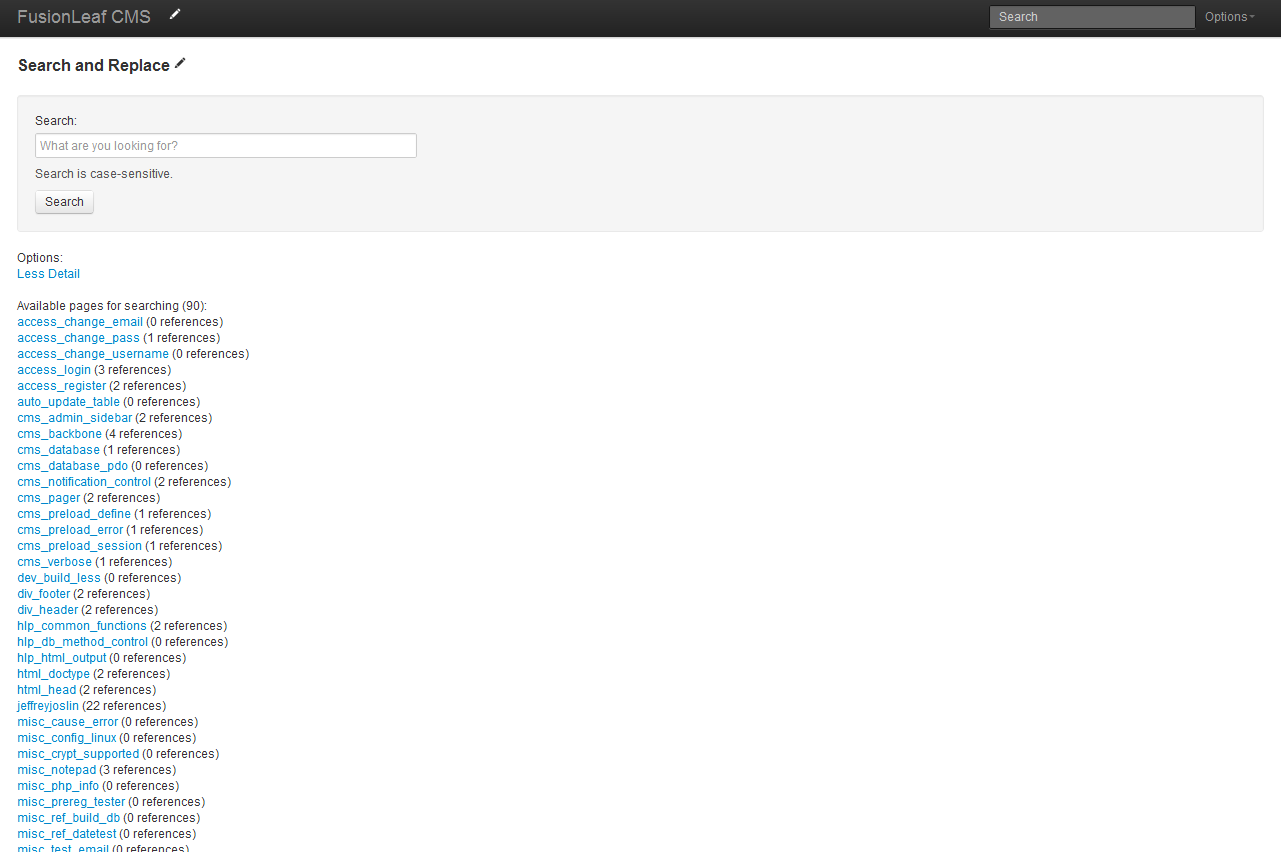 FusionLeaf CMS
Search
Options
Search and Replace
Search:
What are you looking for?
Search is case-sensitive.
Search
Options:
Less Detail
Available pages for searching (90):
access_change_email (0 references)
access_change_pass (1 references)
access_change_username (0 references)
access_login (3 references)
access_register (2 references)
auto_update_table (0 references)
cms_admin_sidebar (2 references)
cms_backbone (4 references)
cms_database (1 references)
cms_database_pdo (0 references)
cms_notification_control (2 references)
cms_pager (2 references)
cms_preload_define (1 references)
cms_preload_error (1 references)
cms_preload_session (1 references)
cms_verbose (1 references)
dev_build_less (0 references)
div_footer (2 references)
div_header (2 references)
hlp_common_functions (2 references)
hlp_db_method_control (0 references)
hlp_html_output (0 references)
html_doctype (2 references)
html_head (2 references)
jeffreyjoslin (22 references)
misc_cause_error (0 references)
misc_config_linux (0 references)
misc_crypt_supported (0 references)
misc_notepad (3 references)
misc_php_info (0 references)
misc_prereg_tester (0 references)
misc_ref_build_db (0 references)
misc_ref_datetest (0 references)
misc_test_email (0 references)